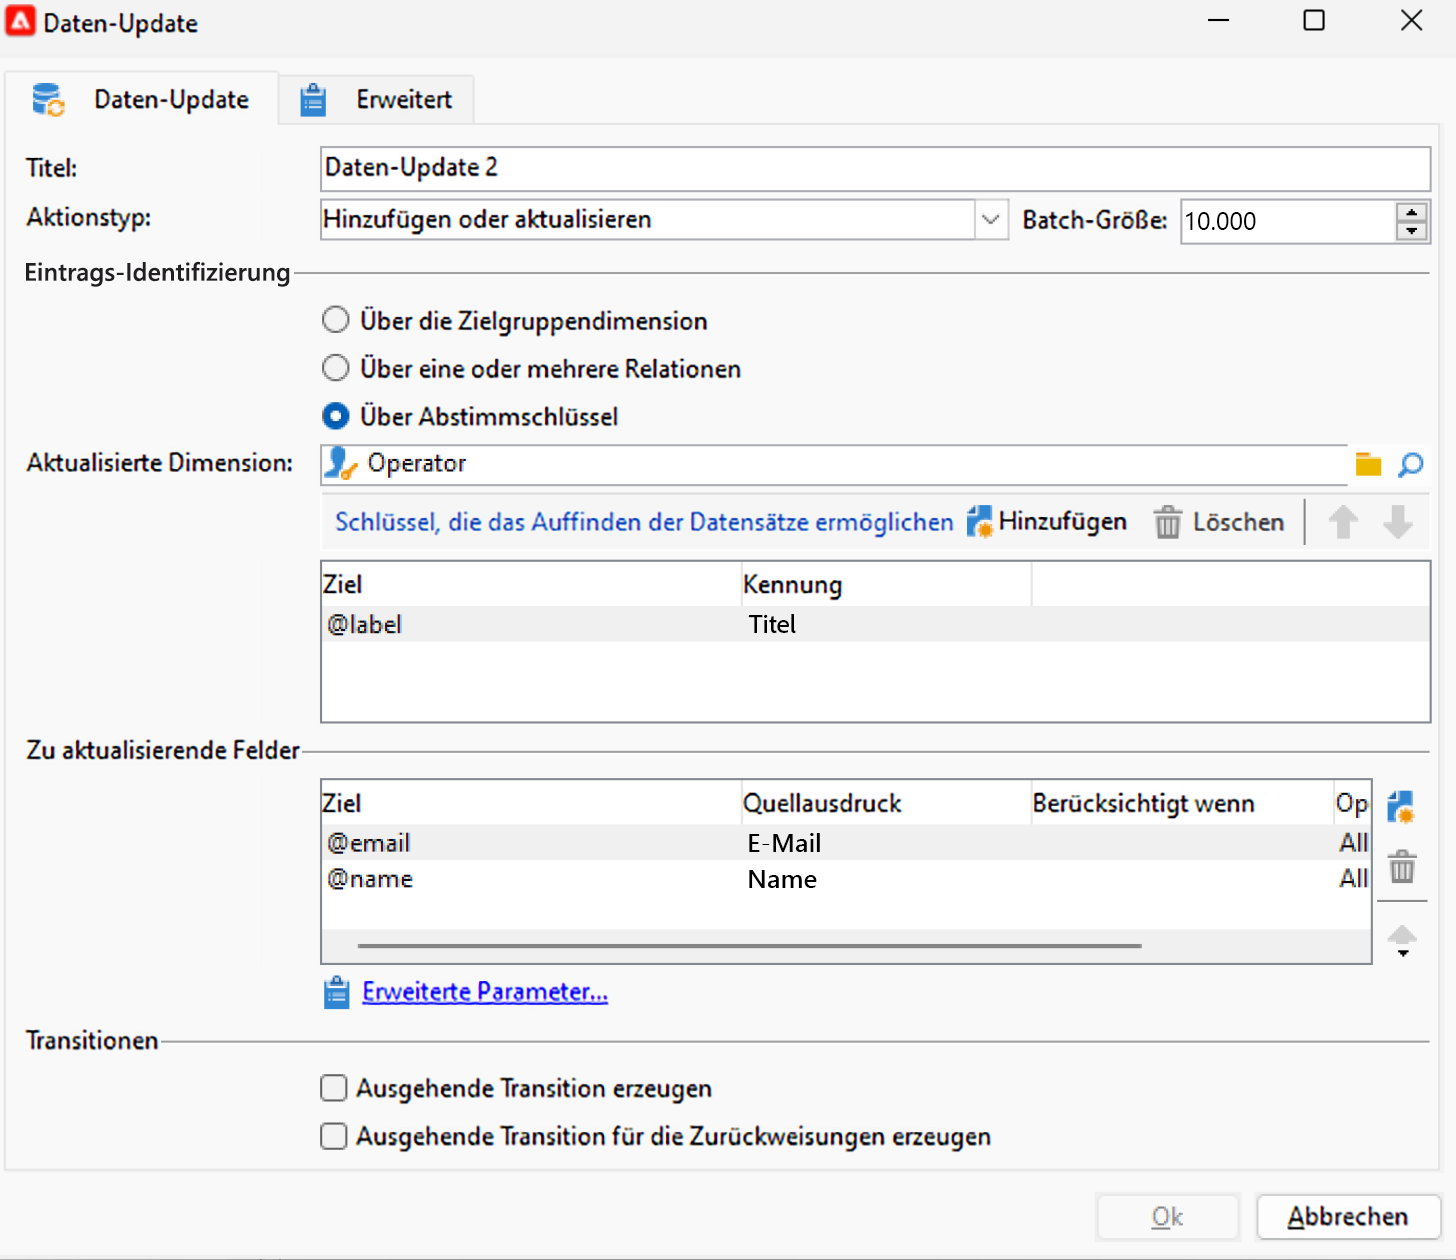 Daten-Update
Daten-Update Erweitert
Titel: Daten-Update 2
Aktionstyp: Hinzufügen oder aktualisieren Batch-Größe: 10.000
Eintrags-Identifizierung
Über die Zielgruppendimension
Über eine oder mehrere Relationen
Über Abstimmschlüssel
Aktualisierte Dimension: Operator
Schlüssel, die das Auffinden der Datensätze ermöglichen Hinzufügen Löschen
Ziel Kennung
@label Titel
Zu aktualisierende Felder
Ziel Quellausdruck Berücksichtigt wenn Op
@email E-Mail All
@name Name All
Erweiterte Parameter...
Transitionen
Ausgehende Transition erzeugen
Ausgehende Transition für die Zurückweisungen erzeugen
Ok Abbrechen